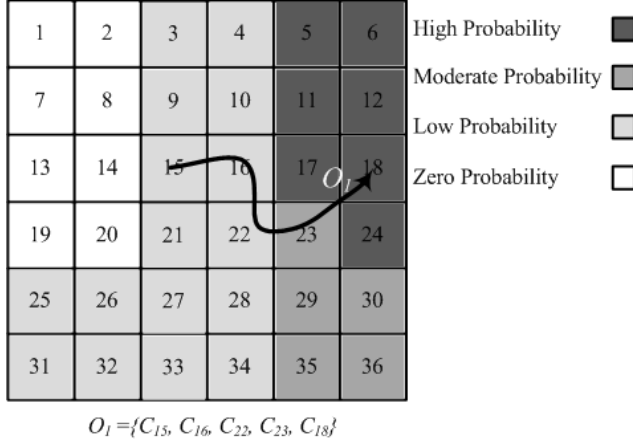 1 2 3 4 5 6 High Probability
7 8 9 10 11 12 Moderate Probability
Low Probability
13 14 15 16 17 18 Zero Probability
O1
19 20 21 22 23 24
25 26 27 28 29 30
31 32 33 34 35 36
O1 ={C15, C16, C22, C23, C18}